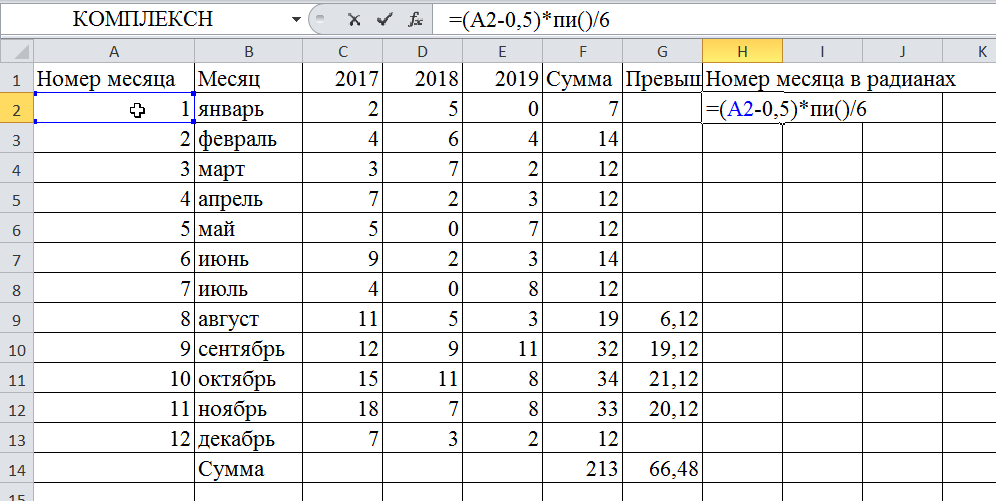 КОМПЛЕКСН =(A2-0,5)*пи()/6
A B C D E F G H I J K
1 Номер месяца Месяц 2017 2018 2019 Сумма Превыш Номер месяца в радианах
2 1 январь 2 5 0 7 =(A2-0,5)*пи()/6
3 2 февраль 4 6 4 14
4 3 март 3 7 2 12
5 4 апрель 7 2 3 12
6 5 май 5 0 7 12
7 6 июнь 9 2 3 14
8 7 июль 4 0 8 12
9 8 август 11 5 3 19 6,12
10 9 сентябрь 12 9 11 32 19,12
11 10 октябрь 15 11 8 34 21,12
12 11 ноябрь 18 7 8 33 20,12
13 12 декабрь 7 3 2 12
14 Сумма 213 66,48
15